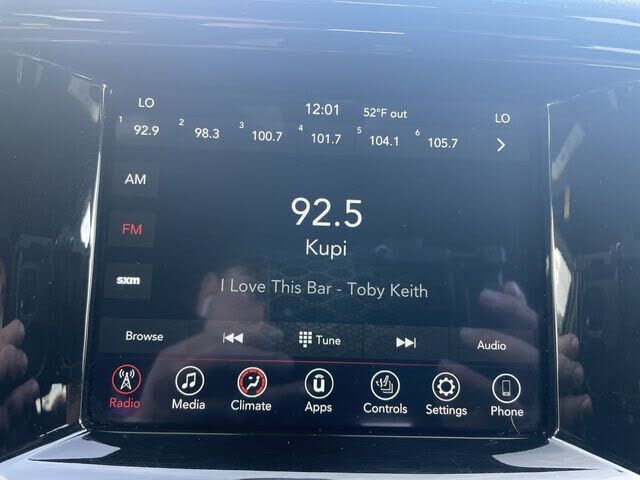 LO 12:01 52°F out LO
1 92.9 2 98.3 3 100.7 4 101.7 5 104.1 6 105.7
AM
92.5
FM
Kupi
sxm
I Love This Bar - Toby Keith
Browse Tune Audio
Radio Media Climate Apps Controls Settings Phone